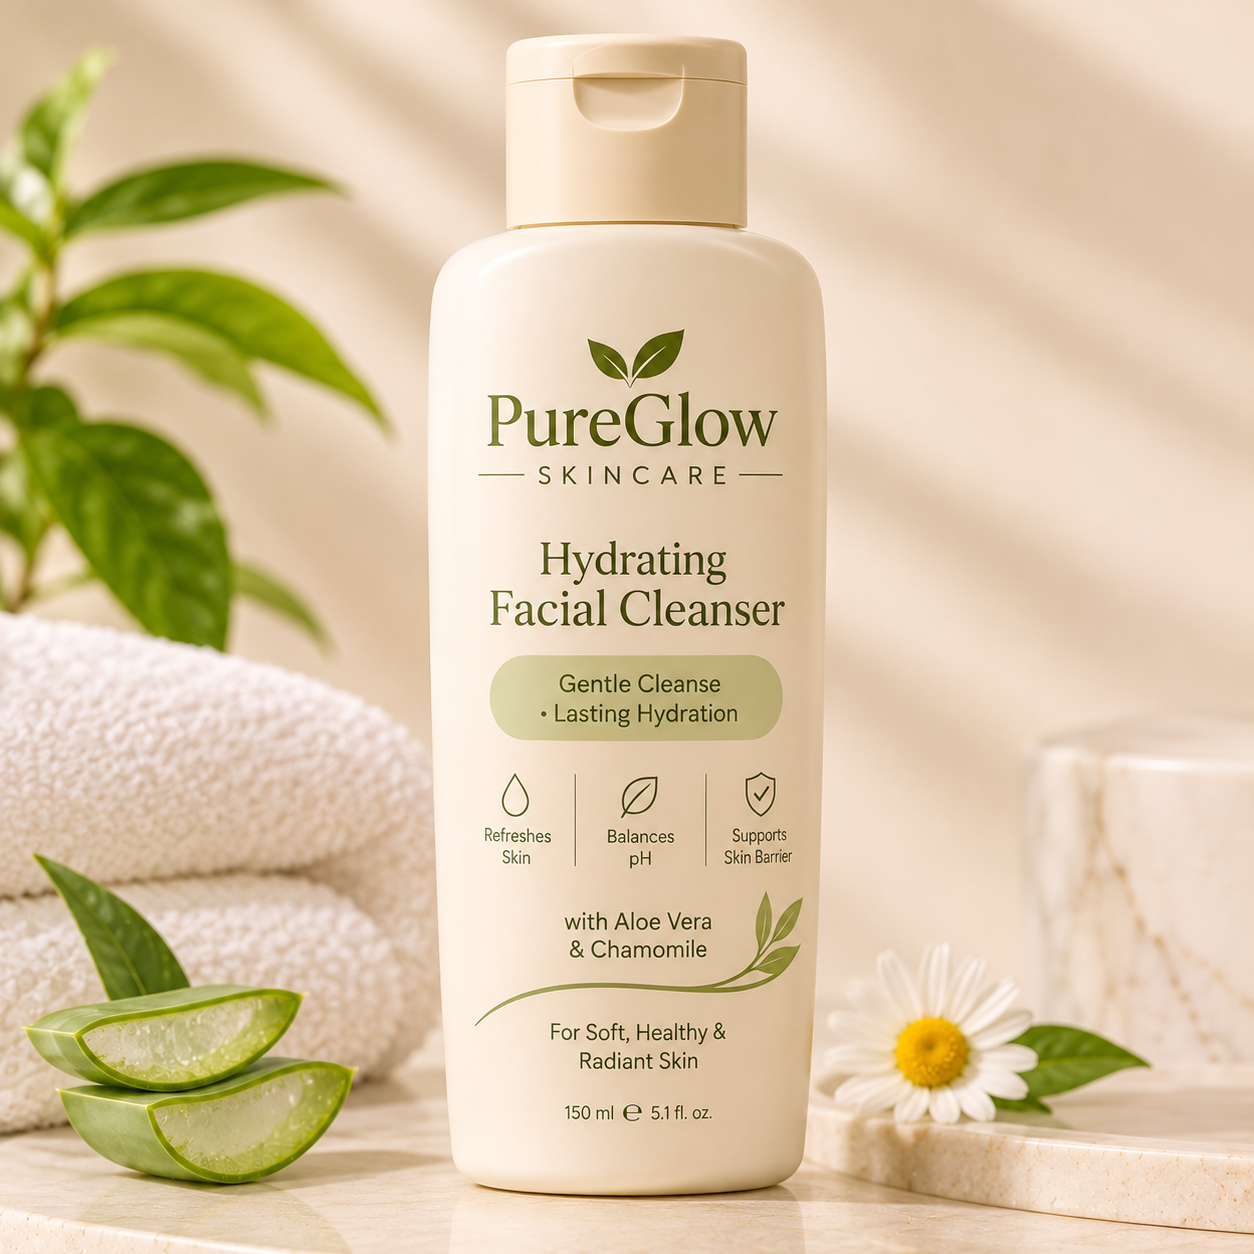 PureGlow
SKINCARE
Hydrating
Facial Cleanser
Gentle Cleanse
• Lasting Hydration
Refreshes
Skin
Balances
pH
Supports
Skin Barrier
with Aloe Vera
& Chamomile
For Soft, Healthy &
Radiant Skin
150 ml ℮ 5.1 fl. oz.